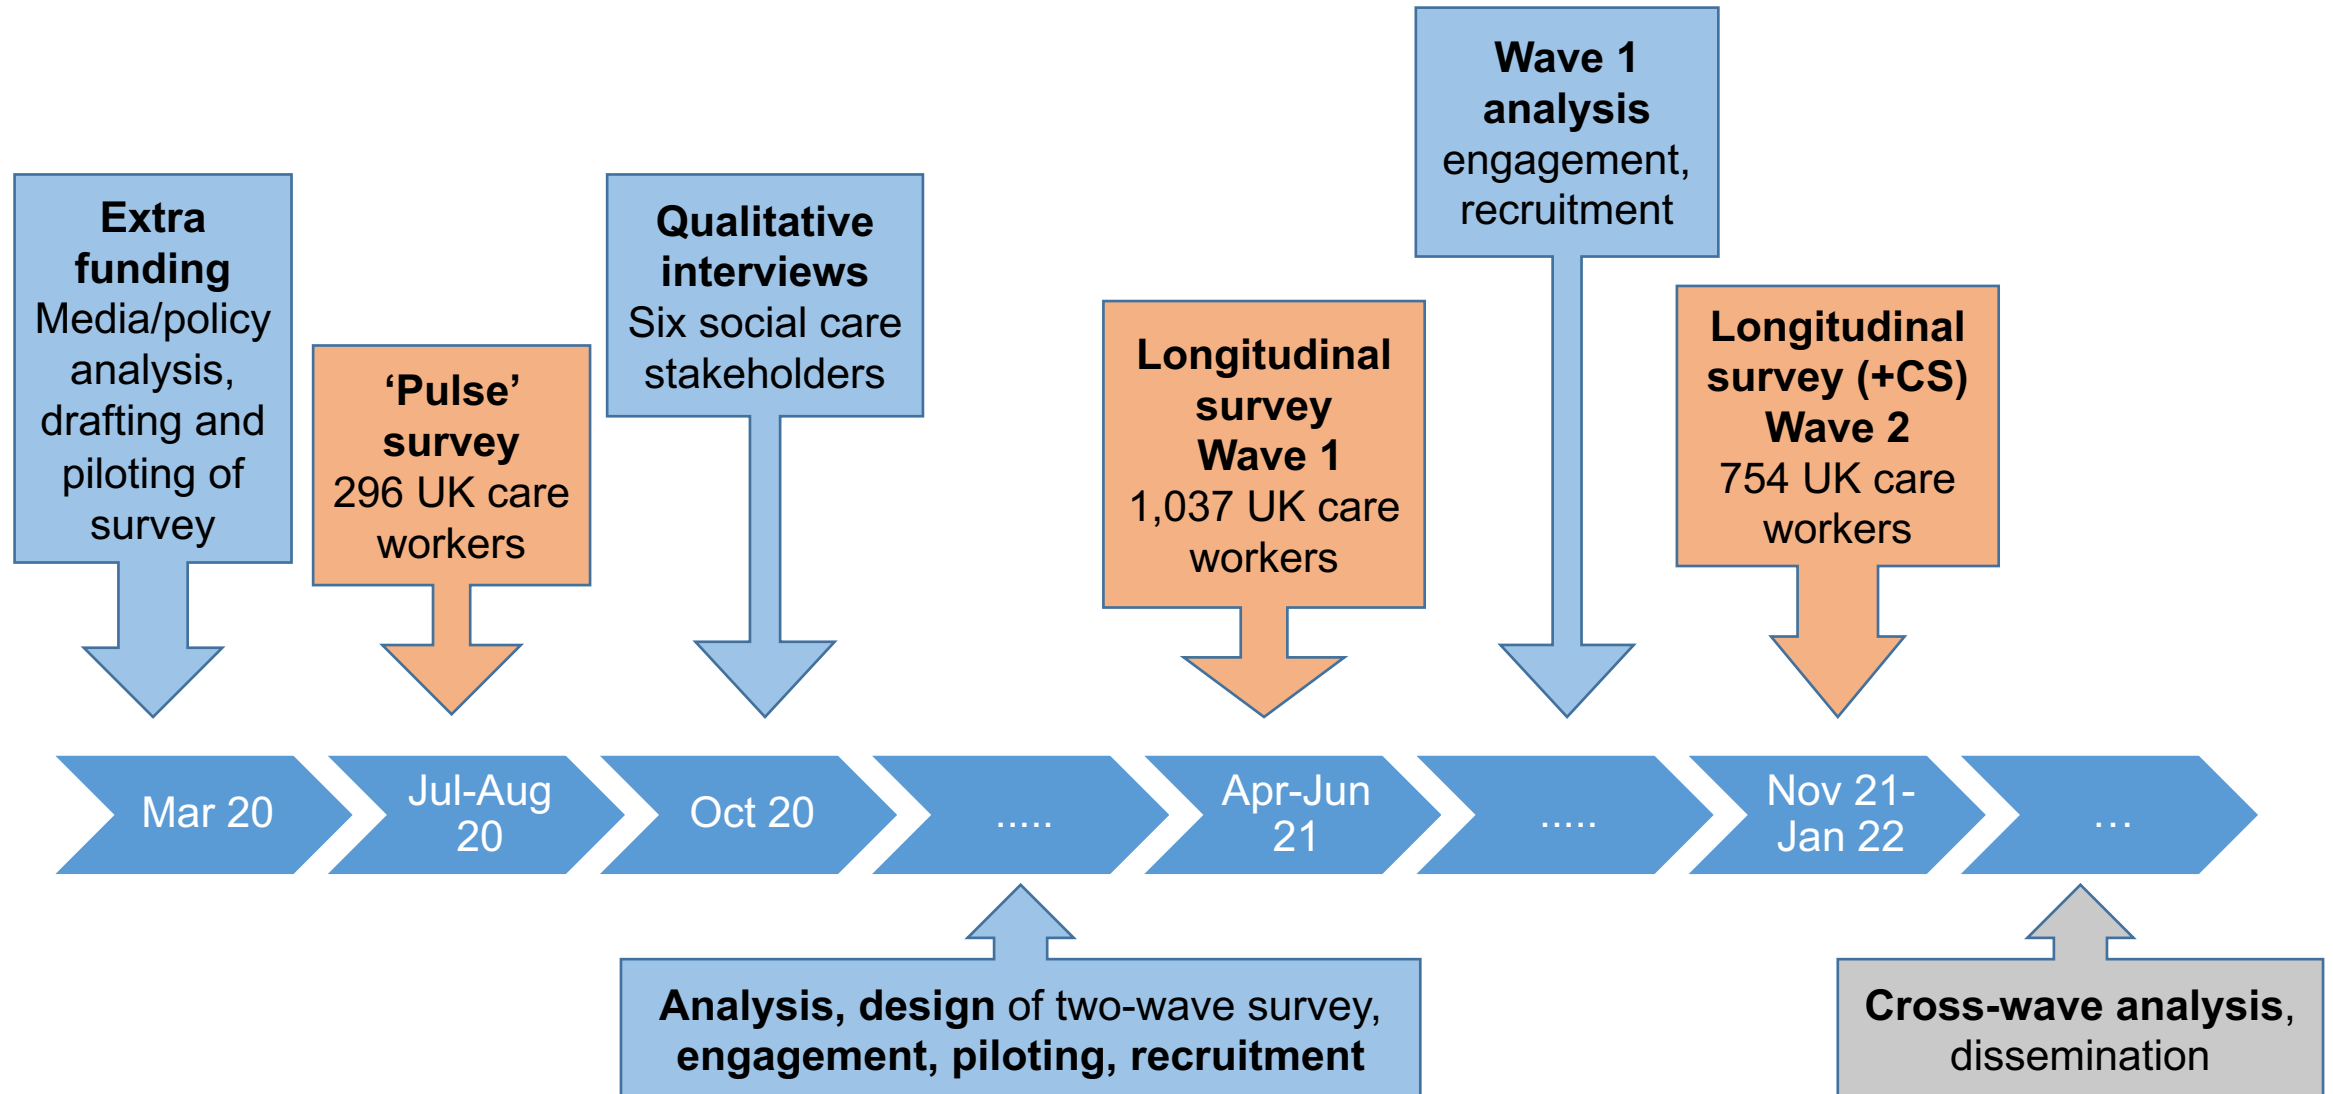 Extra
funding
Media/policy
analysis,
drafting and
piloting of
survey
‘Pulse’
survey
296 UK care
workers
Qualitative
interviews
Six social care
stakeholders
Longitudinal
survey
Wave 1
1,037 UK care
workers
Wave 1
analysis
engagement,
recruitment
Longitudinal
survey (+CS)
Wave 2
754 UK care
workers
Mar 20
Jul-Aug
20
Oct 20
.....
Apr-Jun
21
.....
Nov 21-
Jan 22
…
Analysis, design of two-wave survey,
engagement, piloting, recruitment
Cross-wave analysis,
dissemination